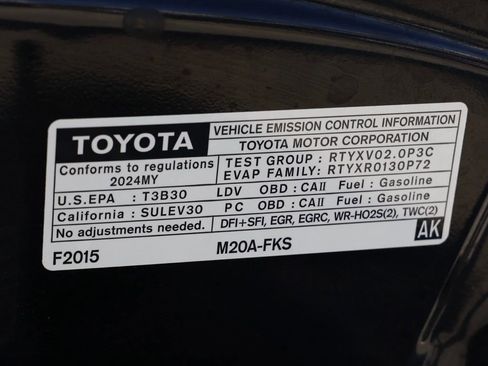 TOYOTA
VEHICLE EMISSION CONTROL INFORMATION
TOYOTA MOTOR CORPORATION
Conforms to regulations
2024MY
TEST GROUP : RTYXV02.0P3C
EVAP FAMILY: RTYXR0130P72
U.S.EPA : T3B30 LDV OBD : CAII Fuel : Gasoline
California : SULEV30 PC OBD : CAII Fuel : Gasoline
No adjustments needed. DFI+SFI, EGR, EGRC, WR-HO2S(2), TWC(2)
F2015 M20A-FKS AK